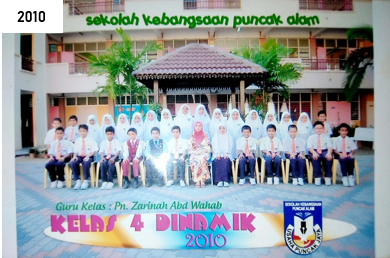 2010
sekolah kebangsaan puncak alam
Guru Kelas : Pn. Zarinah Abd Wahab
KELAS 4 DINAMIK
2010
SEKOLAH KEBANGSAAN
PUNCAK ALAM